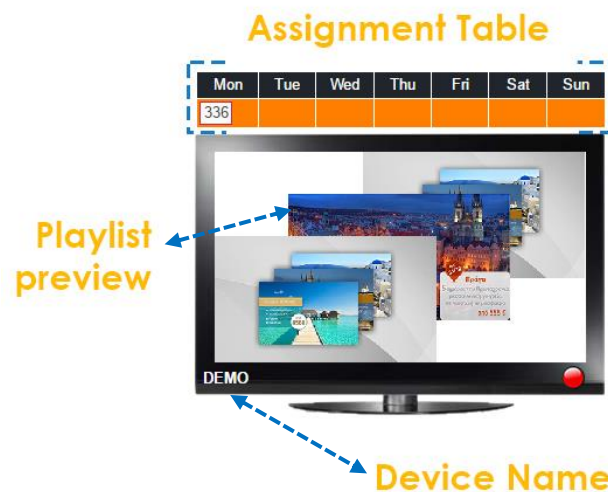 Assignment Table
Mon Tue Wed Thu Fri Sat Sun
336
Playlist
preview
DEMO
Device Name